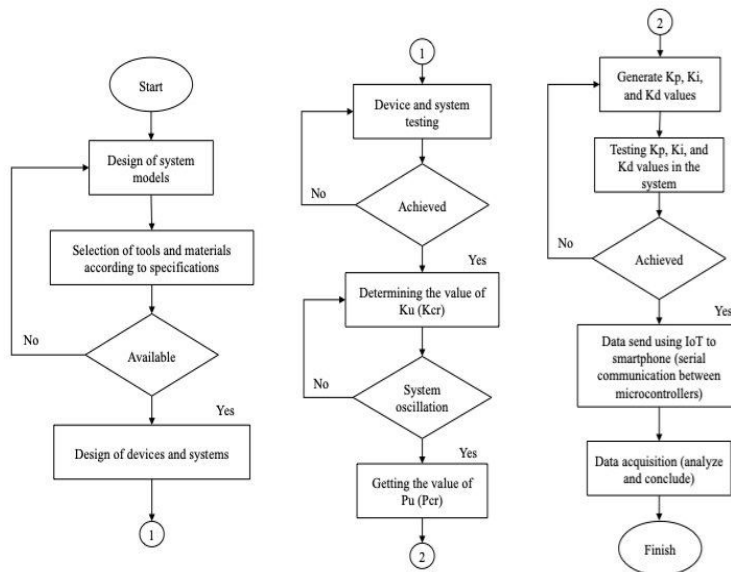 Start
Design of system
models
Selection of tools and materials
according to specifications
No
Available
Yes
Design of devices and systems
1
1
Device and system
testing
No
Achieved
Yes
Determining the value of
Ku (Kcr)
No
System
oscillation
Yes
Getting the value of
Pu (Pcr)
2
2
Generate Kp, Ki,
and Kd values
Testing Kp, Ki, and
Kd values in the
system
No
Achieved
Yes
Data send using IoT to
smartphone (serial
communication between
microcontrollers)
Data acquisition (analyze
and conclude)
Finish